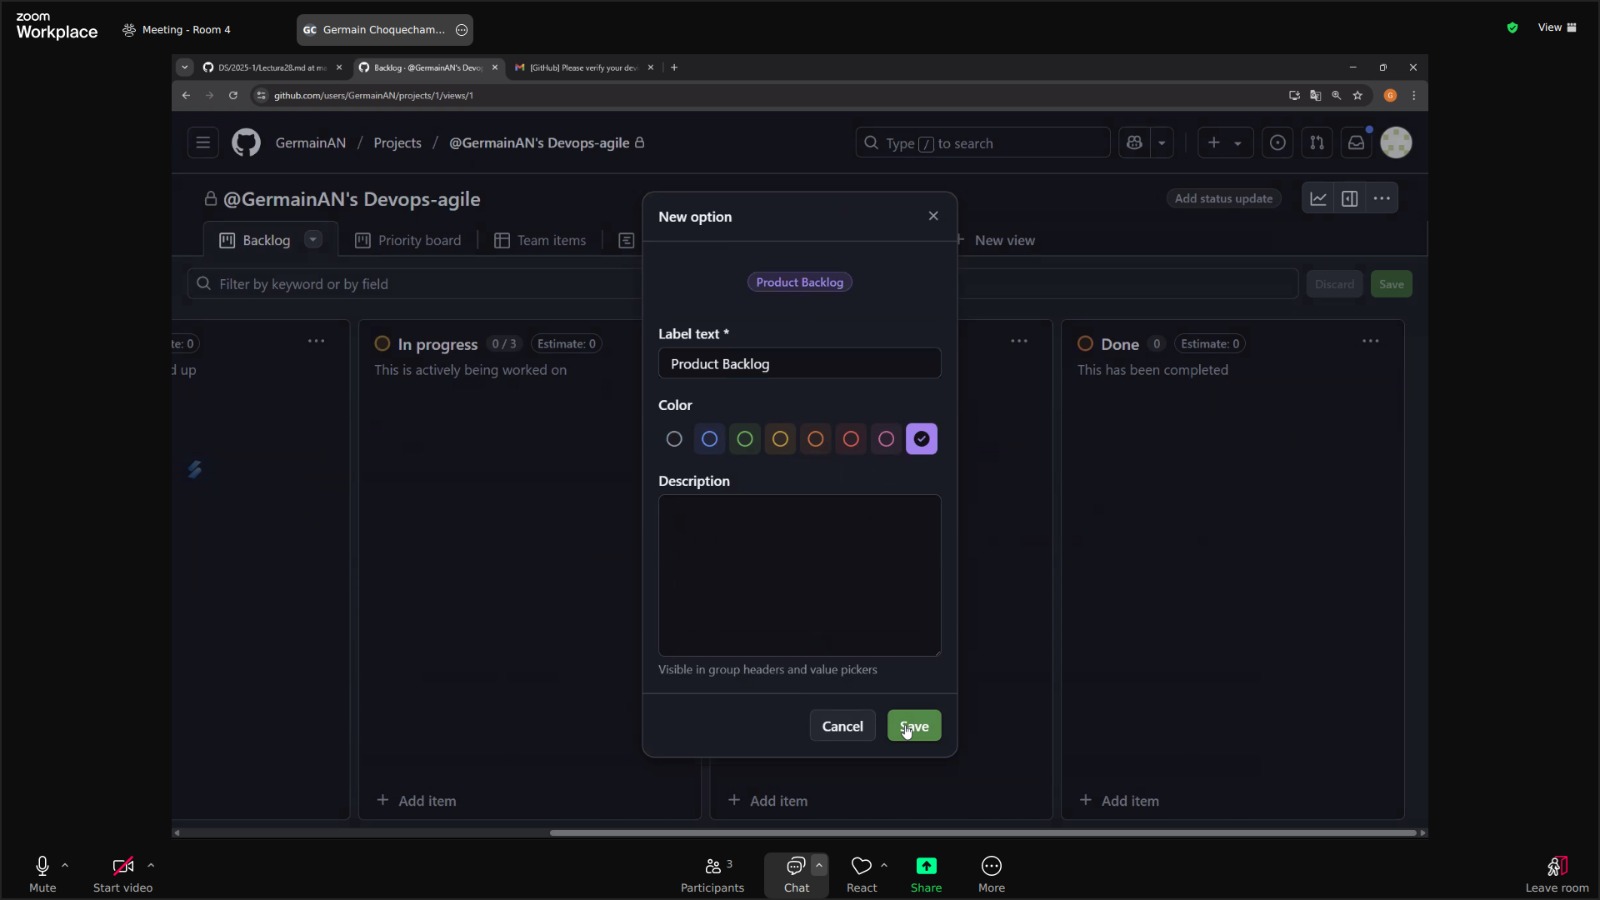 zoom
Workplace
Meeting - Room 4
GC Germain Choquecham...
View
DS/2025-1/Lectura28.md at ma
Backlog - @GermainAN's Devo
[GitHub] Please verify your dev
github.com/users/GermainAN/projects/1/views/1
G
GermainAN / Projects / @GermainAN's Devops-agile
Type / to search
@GermainAN's Devops-agile
Add status update
Backlog
Priority board
Team items
New view
Filter by keyword or by field
Discard
Save
te: 0
d up
In progress 0 / 3 Estimate: 0
This is actively being worked on
Done 0 Estimate: 0
This has been completed
New option
Product Backlog
Label text *
Product Backlog
Color
Description
Visible in group headers and value pickers
Cancel
Save
+ Add item
+ Add item
+ Add item
Mute
Start video
Participants 3
Chat
React
Share
More
Leave room